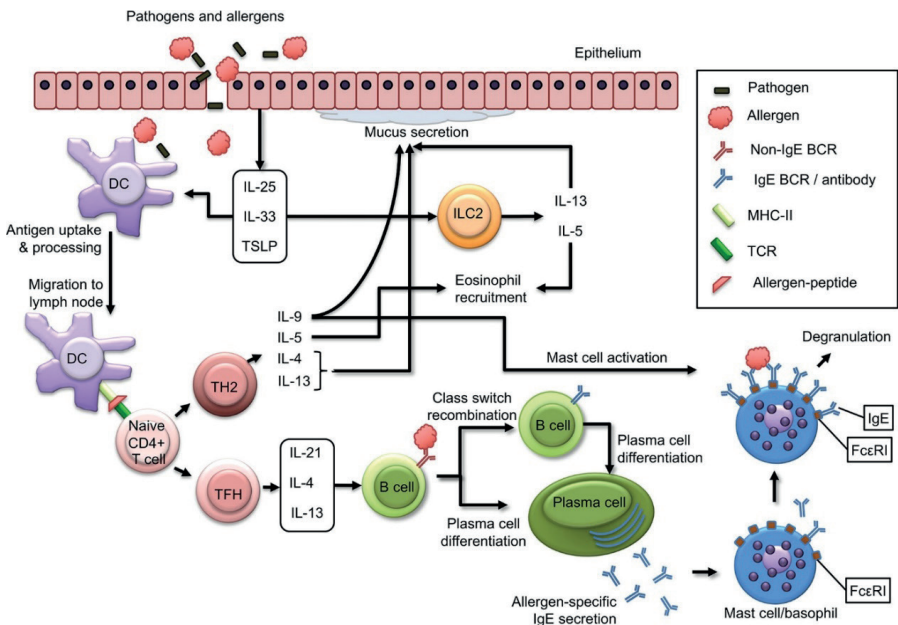 Pathogens and allergens
Epithelium
Mucus secretion
DC
IL-25
IL-33
TSLP
ILC2
IL-13
IL-5
Antigen uptake
& processing
Migration to
lymph node
Eosinophil
recruitment
DC
IL-9
IL-5
IL-4
IL-13
TH2
Mast cell activation
Naive
CD4+
T cell
TFH
IL-21
IL-4
IL-13
B cell
Class switch
recombination
B cell
Plasma cell
differentiation
Plasma cell
differentiation
Plasma cell
Allergen-specific
IgE secretion
Degranulation
IgE
FcεRI
FcεRI
Mast cell/basophil
Pathogen
Allergen
Non-IgE BCR
IgE BCR / antibody
MHC-II
TCR
Allergen-peptide